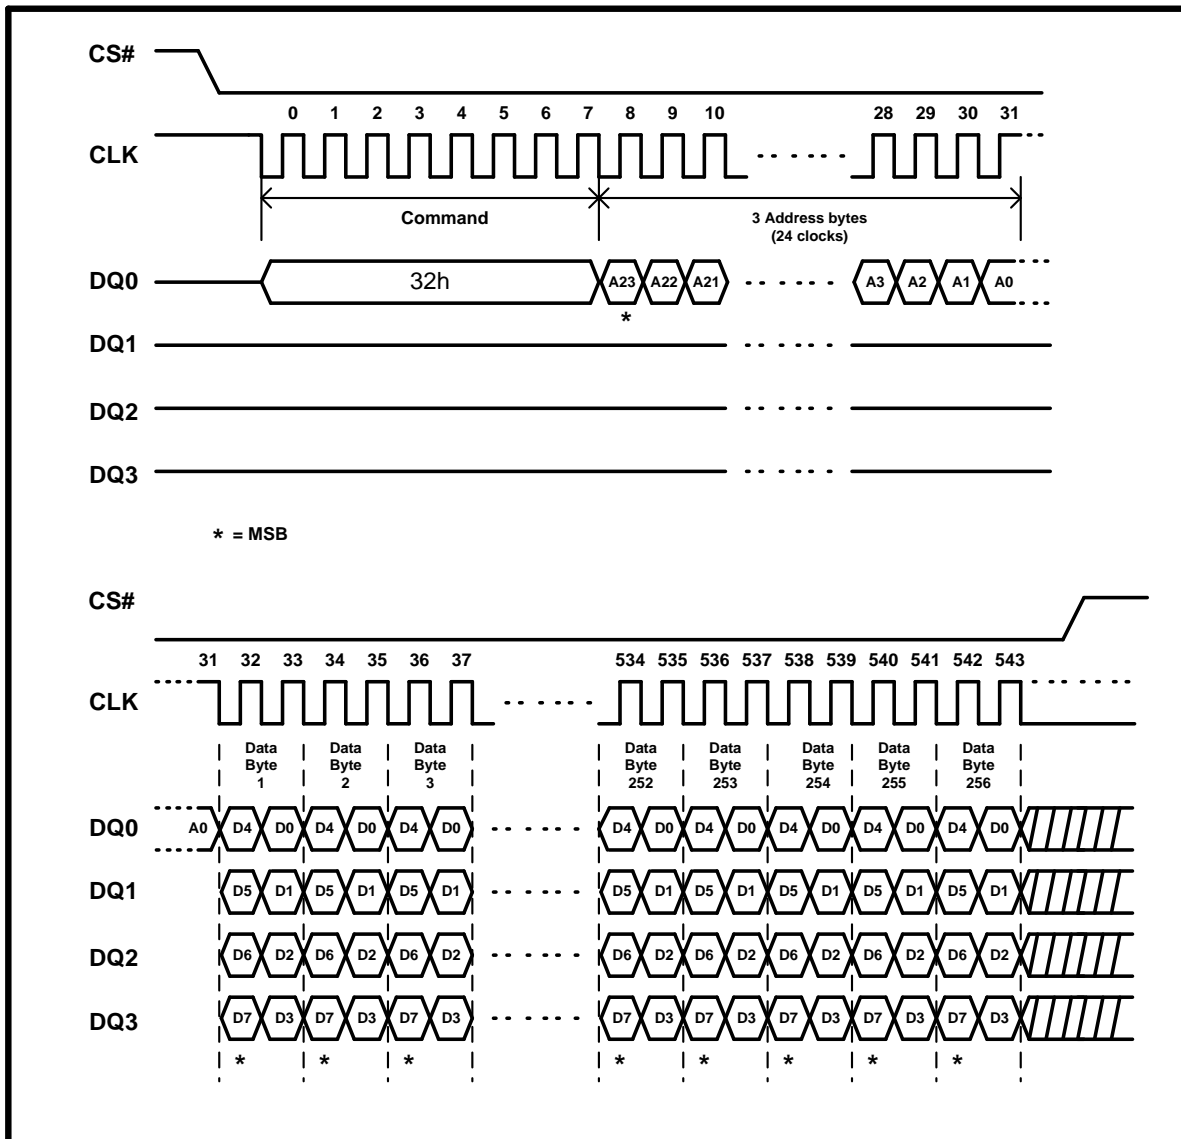 CS#
0 1 2 3 4 5 6 7 8 9 10 28 29 30 31
CLK
Command
3 Address bytes
(24 clocks)
DQ0 32h A23 A22 A21 A3 A2 A1 A0
*
DQ1
DQ2
DQ3
* = MSB
CS#
31 32 33 34 35 36 37 534 535 536 537 538 539 540 541 542 543
CLK
Data Data Data Data Data Data Data Data
Byte Byte Byte Byte Byte Byte Byte Byte
1 2 3 252 253 254 255 256
DQ0 A0 D4 D0 D4 D0 D4 D0 D4 D0 D4 D0 D4 D0 D4 D0 D4 D0
DQ1 D5 D1 D5 D1 D5 D1 D5 D1 D5 D1 D5 D1 D5 D1 D5 D1
DQ2 D6 D2 D6 D2 D6 D2 D6 D2 D6 D2 D6 D2 D6 D2 D6 D2
DQ3 D7 D3 D7 D3 D7 D3 D7 D3 D7 D3 D7 D3 D7 D3 D7 D3
* * * * * * * *